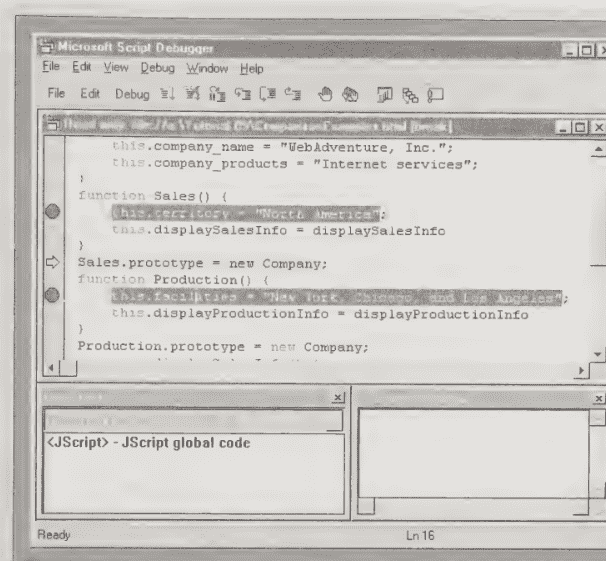 Microsoft Script Debugger
File Edit View Debug Window Help
File Edit Debug
this.company_name = "WebAdventure, Inc.";
this.company_products = "Internet services";
}
function Sales() {
this.territory = "North America";
this.displaySalesInfo = displaySalesInfo
}
Sales.prototype = new Company;
function Production() {
this.facilities = "New York, Chicago, and Los Angeles";
this.displayProductionInfo = displayProductionInfo
}
Production.prototype = new Company;
<JScript> - JScript global code
Ready Ln 16